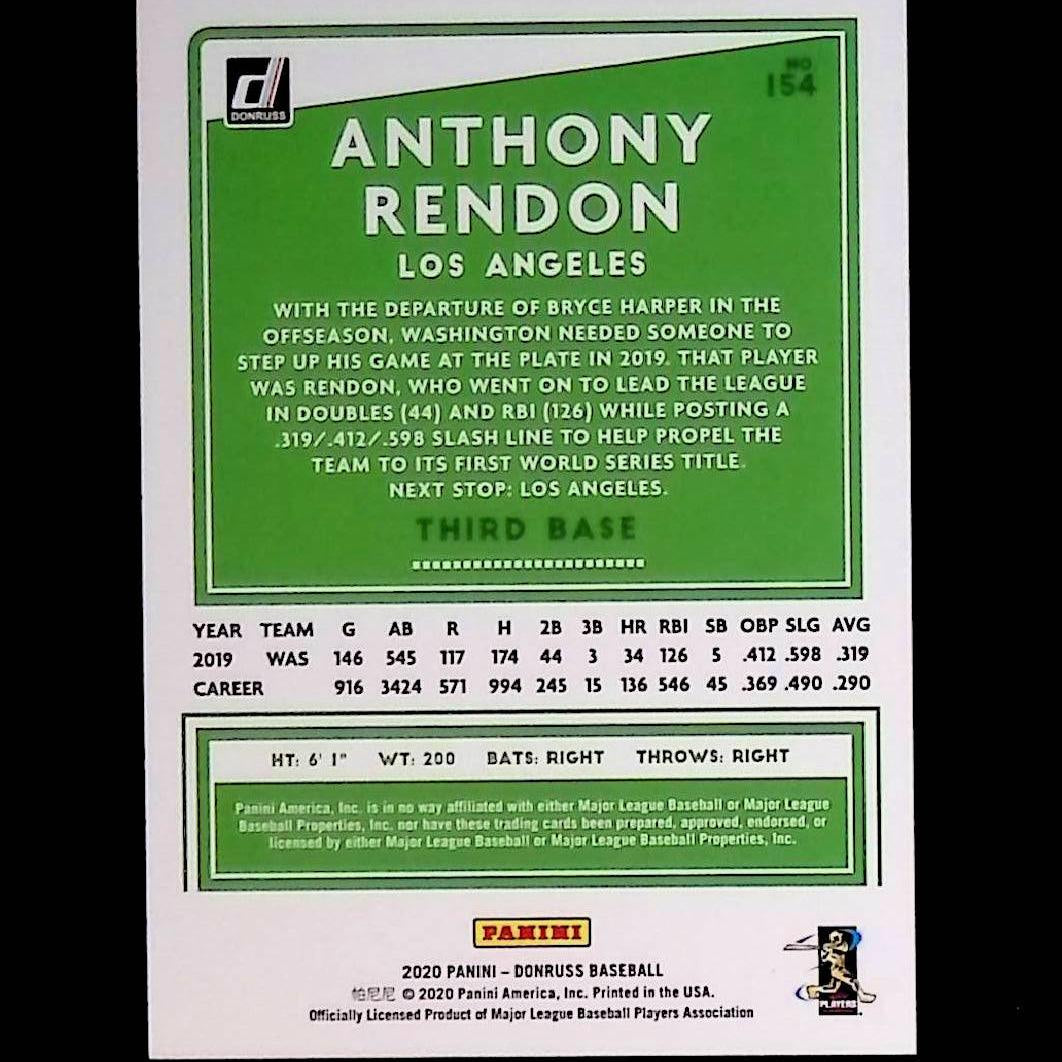 DONRUSS
NO
154
ANTHONY
RENDON
LOS ANGELES
WITH THE DEPARTURE OF BRYCE HARPER IN THE
OFFSEASON, WASHINGTON NEEDED SOMEONE TO
STEP UP HIS GAME AT THE PLATE IN 2019. THAT PLAYER
WAS RENDON, WHO WENT ON TO LEAD THE LEAGUE
IN DOUBLES (44) AND RBI (126) WHILE POSTING A
.319/.412/.598 SLASH LINE TO HELP PROPEL THE
TEAM TO ITS FIRST WORLD SERIES TITLE.
NEXT STOP: LOS ANGELES.
THIRD BASE
YEAR TEAM G AB R H 2B 3B HR RBI SB OBP SLG AVG
2019 WAS 146 545 117 174 44 3 34 126 5 .412 .598 .319
CAREER 916 3424 571 994 245 15 136 546 45 .369 .490 .290
HT: 6' 1" WT: 200 BATS: RIGHT THROWS: RIGHT
Panini America, Inc. is in no way affiliated with either Major League Baseball or Major League
Baseball Properties, Inc. nor have these trading cards been prepared, approved, endorsed, or
licensed by either Major League Baseball or Major League Baseball Properties, Inc.
PANINI
2020 PANINI – DONRUSS BASEBALL
帕尼尼 © 2020 Panini America, Inc. Printed in the USA.
Officially Licensed Product of Major League Baseball Players Association
PLAYERS